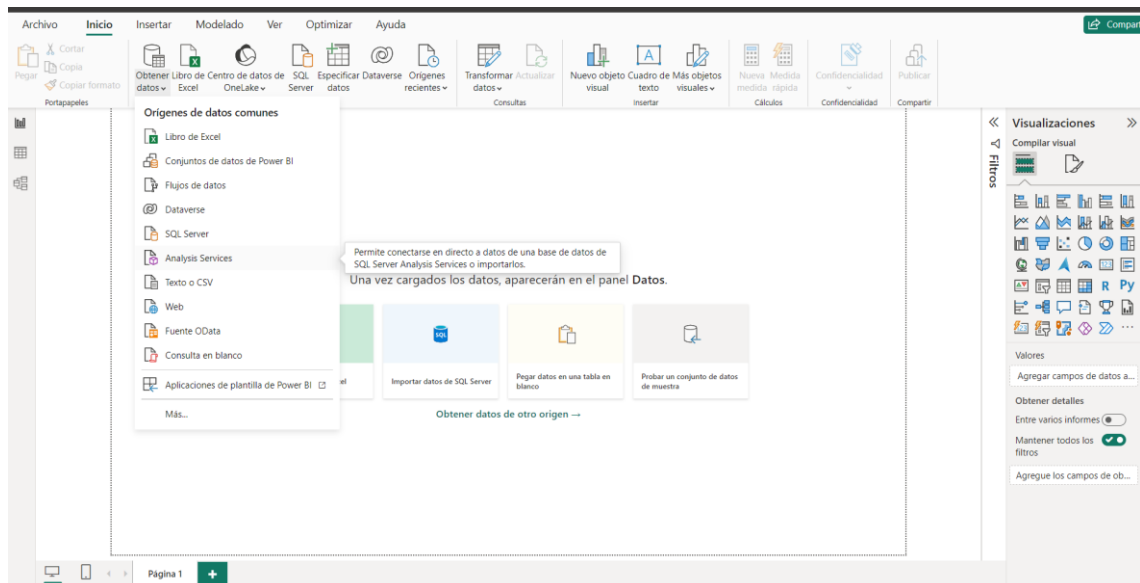 Archivo Inicio Insertar Modelado Ver Optimizar Ayuda
Compart
Pegar
Cortar
Copia
Copiar formato
Portapapeles
Obtener datos
Libro de Excel
Centro de datos de OneLake
SQL Server
Especificar datos
Dataverse
Orígenes recientes
Transformar datos
Actualizar
Consultas
Nuevo objeto visual
Cuadro de texto
Más objetos visuales
Insertar
Nueva medida
Medida rápida
Cálculos
Confidencialidad
Confidencialidad
Publicar
Compartir
Orígenes de datos comunes
Libro de Excel
Conjuntos de datos de Power BI
Flujos de datos
Dataverse
SQL Server
Analysis Services
Texto o CSV
Web
Fuente OData
Consulta en blanco
Aplicaciones de plantilla de Power BI
Más...
Permite conectarse en directo a datos de una base de datos de
SQL Server Analysis Services o importarlos.
Una vez cargados los datos, aparecerán en el panel Datos.
SQL
el
Importar datos de SQL Server
Pegar datos en una tabla en
blanco
Probar un conjunto de datos
de muestra
Obtener datos de otro origen →
Filtros
Visualizaciones
Compilar visual
R Py
Valores
Agregar campos de datos a...
Obtener detalles
Entre varios informes
Mantener todos los
filtros
Agregue los campos de ob...
Página 1